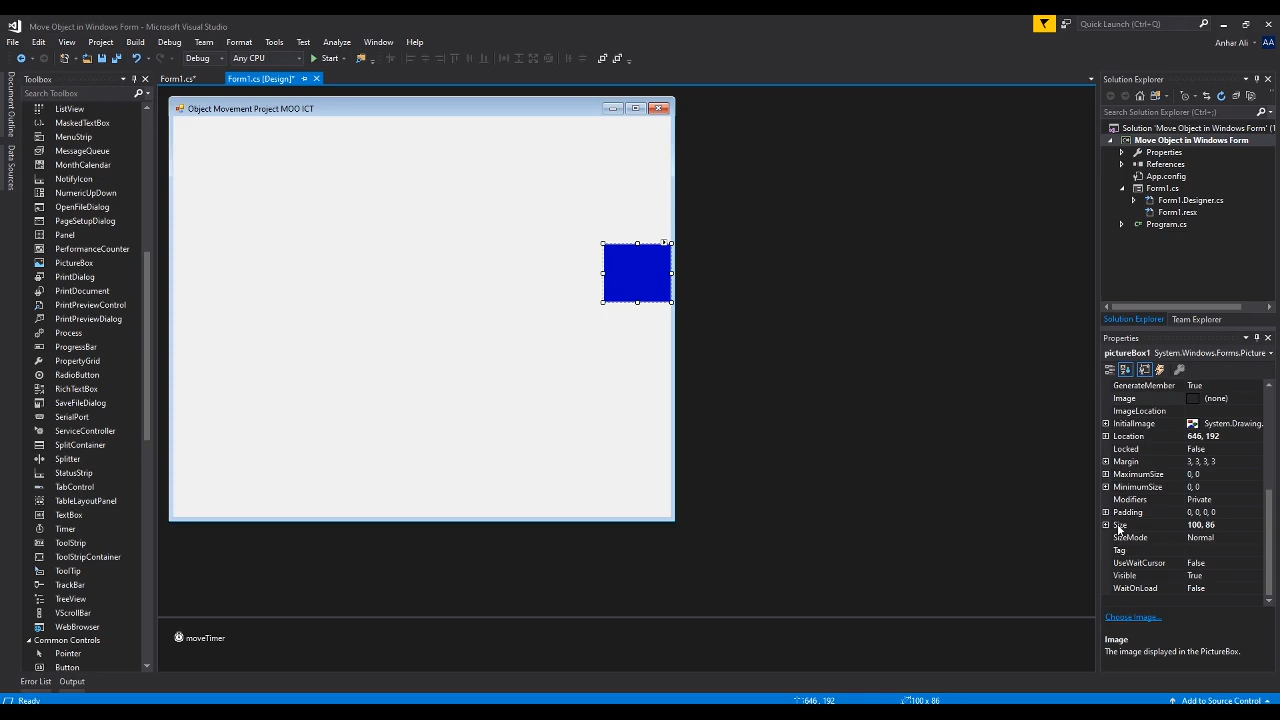 Move Object in Windows Form - Microsoft Visual Studio
Quick Launch (Ctrl+;)
File Edit View Project Build Debug Team Format Tools Test Analyze Window Help
Anhar Ali AA
Debug Any CPU Start
Document Outline
Data Sources
Toolbox
Search Toolbox
ListView
MaskedTextBox
MenuStrip
MessageQueue
MonthCalendar
NotifyIcon
NumericUpDown
OpenFileDialog
PageSetupDialog
Panel
PerformanceCounter
PictureBox
PrintDialog
PrintDocument
PrintPreviewControl
PrintPreviewDialog
Process
ProgressBar
PropertyGrid
RadioButton
RichTextBox
SaveFileDialog
SerialPort
ServiceController
SplitContainer
Splitter
StatusStrip
TabControl
TableLayoutPanel
TextBox
Timer
ToolStrip
ToolStripContainer
ToolTip
TrackBar
TreeView
VScrollBar
WebBrowser
Common Controls
Pointer
Button
Form1.cs* Form1.cs [Design]*
Object Movement Project MOO ICT
moveTimer
Solution Explorer
Search Solution Explorer (Ctrl+;)
Solution 'Move Object in Windows Form' (1
Move Object in Windows Form
Properties
References
App.config
Form1.cs
Form1.Designer.cs
Form1.resx
Program.cs
Solution Explorer Team Explorer
Properties
pictureBox1 System.Windows.Forms.Picture
GenerateMember True
Image (none)
ImageLocation
InitialImage System.Drawing.
Location 646, 192
Locked False
Margin 3, 3, 3, 3
MaximumSize 0, 0
MinimumSize 0, 0
Modifiers Private
Padding 0, 0, 0, 0
Size 100, 86
SizeMode Normal
Tag
UseWaitCursor False
Visible True
WaitOnLoad False
Choose Image...
Image
The image displayed in the PictureBox.
Error List Output
Ready 646 , 192 100 x 86 Add to Source Control